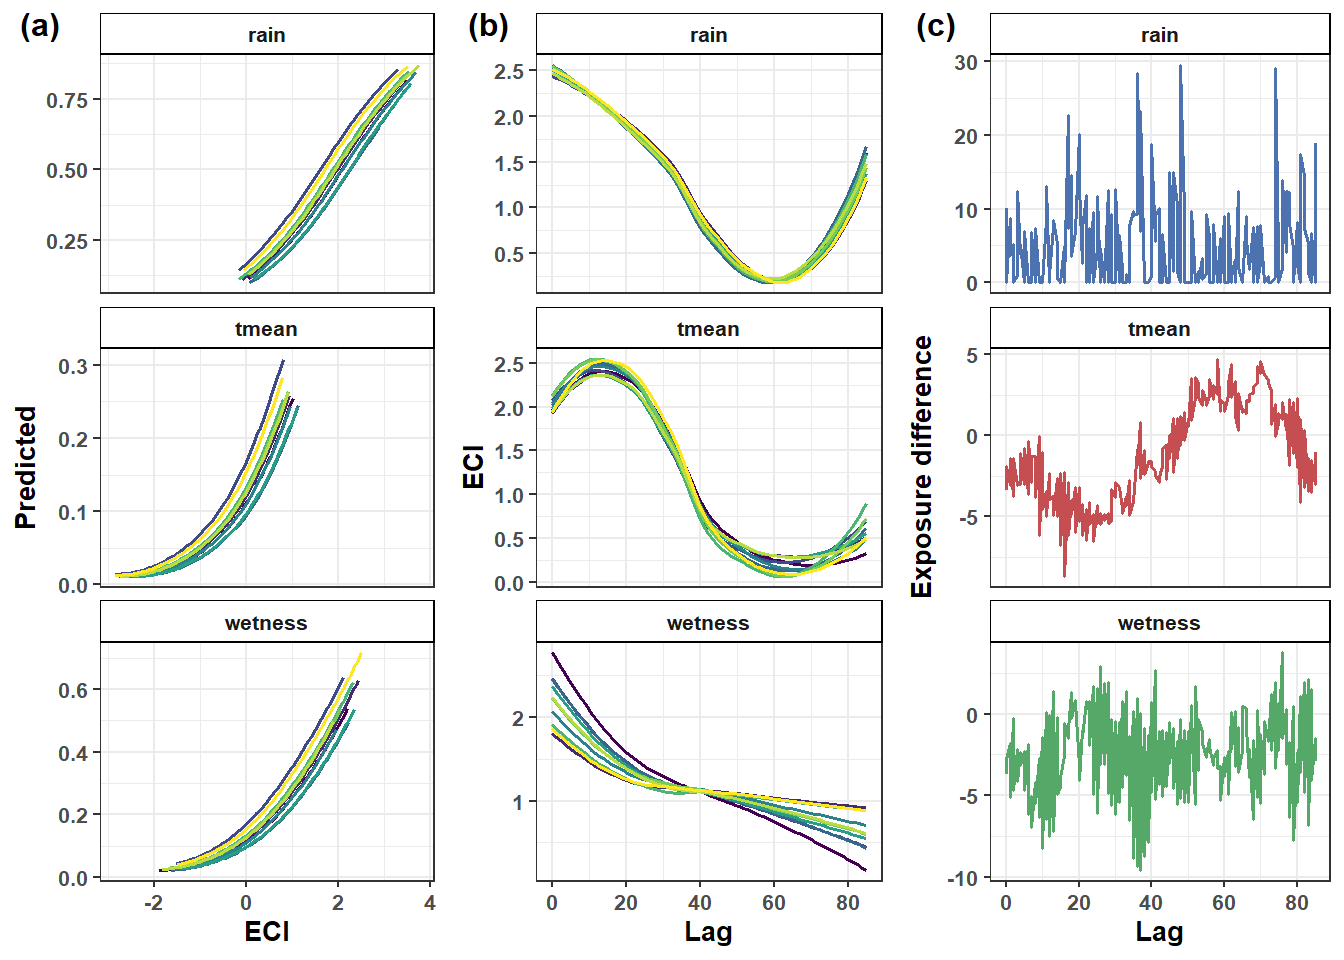 (a)
rain
0.75
0.50
0.25
tmean
0.3
0.2
0.1
0.0
wetness
0.6
0.4
0.2
0.0
-2 0 2 4
ECI
Predicted
(b)
rain
2.5
2.0
1.5
1.0
0.5
tmean
2.5
2.0
1.5
1.0
0.5
0.0
wetness
2
1
0 20 40 60 80
Lag
ECI
(c)
rain
30
20
10
0
tmean
5
0
-5
wetness
0
-5
-10
0 20 40 60 80
Lag
Exposure difference